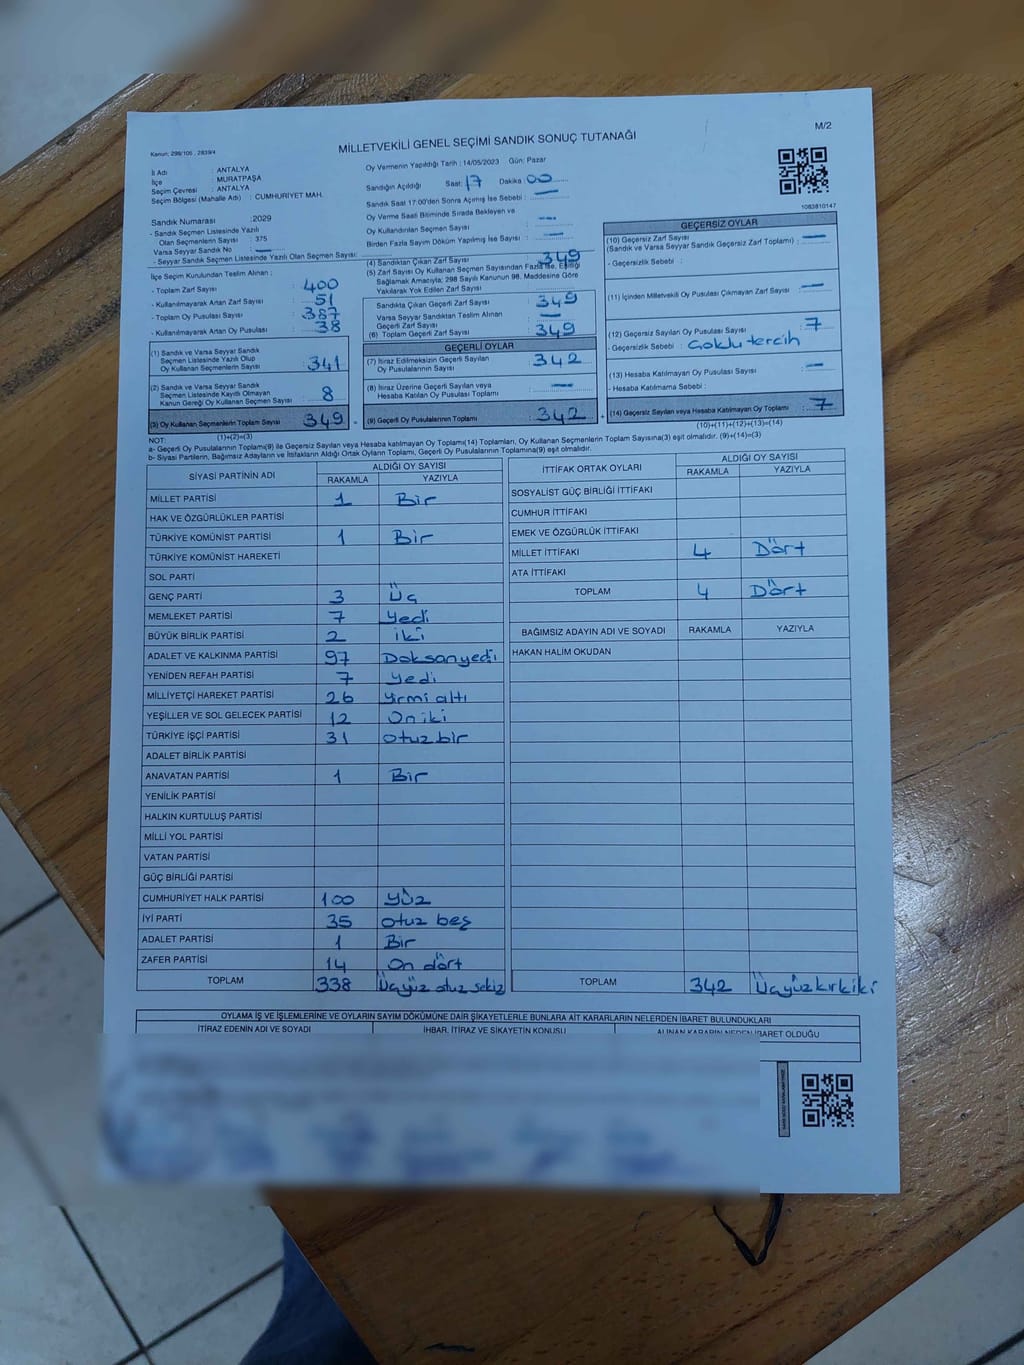 M/2
Kanun: 298/105 , 2839/4
MİLLETVEKİLİ GENEL SEÇİMİ SANDIK SONUÇ TUTANAĞI
İl Adı : ANTALYA
İlçe : MURATPAŞA
Seçim Çevresi : ANTALYA
Seçim Bölgesi (Mahalle Adı) : CUMHURİYET MAH.
Sandık Numarası :2029
- Sandık Seçmen Listesinde Yazılı
Olan Seçmenlerin Sayısı : 375
Varsa Seyyar Sandık No : —
- Seyyar Sandık Seçmen Listesinde Yazılı Olan Seçmen Sayısı:
Oy Vermenin Yapıldığı Tarih : 14/05/2023 Gün: Pazar
Sandığın Açıldığı Saat: 17 Dakika 00
Sandık Saat 17:00'den Sonra Açılmış İse Sebebi : —
Oy Verme Saati Bitiminde Sırada Bekleyen ve
Oy Kullandırılan Seçmen Sayısı : —
Birden Fazla Sayım Döküm Yapılmış İse Sayısı : —
1083810147
İlçe Seçim Kurulundan Teslim Alınan ;
- Toplam Zarf Sayısı : 400
- Kullanılmayarak Artan Zarf Sayısı : 51
- Toplam Oy Pusulası : 387
- Kullanılmayarak Artan Oy Pusulası : 38
(1) Sandık ve Varsa Seyyar Sandık
Seçmen Listesinde Yazılı Olup
Oy Kullanan Seçmenlerin Sayısı : 341
(2) Sandık ve Varsa Seyyar Sandık
Seçmen Listesinde Kayıtlı Olmayan
Kanun Gereği Oy Kullanan Seçmen Sayısı : 8
(3) Oy Kullanan Seçmenlerin Toplam Sayısı : 349
(1)+(2)=(3)
(4) Sandıktan Çıkan Zarf Sayısı : 349
(5) Zarf Sayısı Oy Kullanan Seçmen Sayısından Fazla İse, Eşitliği
Sağlamak Amacıyla; 298 Sayılı Kanunun 98. Maddesine Göre
Yakılarak Yok Edilen Zarf Sayısı :
Sandıkta Çıkan Geçerli Zarf Sayısı : 349
Varsa Seyyar Sandıktan Teslim Alınan
Geçerli Zarf Sayısı : —
(6) Toplam Geçerli Zarf Sayısı : 349
GEÇERLİ OYLAR
(7) İtiraz Edilmeksizin Geçerli Sayılan
Oy Pusulalarının Sayısı : 342
(8) İtiraz Üzerine Geçerli Sayılan veya
Hesaba Katılan Oy Pusulası Toplamı : —
(9) Geçerli Oy Pusulalarının Toplamı : 342
GEÇERSİZ OYLAR
(10) Geçersiz Zarf Sayısı
(Sandık ve Varsa Seyyar Sandık Geçersiz Zarf Toplamı) : —
- Geçersizlik Sebebi :
(11) İçinden Milletvekili Oy Pusulası Çıkmayan Zarf Sayısı : —
(12) Geçersiz Sayılan Oy Pusulası Sayısı : 7
- Geçersizlik Sebebi : Çoklu tercih
(13) Hesaba Katılmayan Oy Pusulası Sayısı : —
- Hesaba Katılmama Sebebi :
(14) Geçersiz Sayılan veya Hesaba Katılmayan Oy Toplamı : 7
(10)+(11)+(12)+(13)=(14)
NOT:
a- Geçerli Oy Pusulalarının Toplamı(9) ile Geçersiz Sayılan veya Hesaba katılmayan Oy Toplamı(14) Toplamları, Oy Kullanan Seçmenlerin Toplam Sayısına(3) eşit olmalıdır. (9)+(14)=(3)
b- Siyasi Partilerin, Bağımsız Adayların ve İttifakların Aldığı Ortak Oyların Toplamı, Geçerli Oy Pusulalarının Toplamına(9) eşit olmalıdır.
SİYASİ PARTİNİN ADI ALDIĞI OY SAYISI
RAKAMLA YAZIYLA
MİLLET PARTİSİ 1 Bir
HAK VE ÖZGÜRLÜKLER PARTİSİ
TÜRKİYE KOMÜNİST PARTİSİ 1 Bir
TÜRKİYE KOMÜNİST HAREKETİ
SOL PARTİ
GENÇ PARTİ 3 Üç
MEMLEKET PARTİSİ 7 Yedi
BÜYÜK BİRLİK PARTİSİ 2 iki
ADALET VE KALKINMA PARTİSİ 97 Doksanyedi
YENİDEN REFAH PARTİSİ 7 Yedi
MİLLİYETÇİ HAREKET PARTİSİ 26 Yirmi altı
YEŞİLLER VE SOL GELECEK PARTİSİ 12 On iki
TÜRKİYE İŞÇİ PARTİSİ 31 otuz bir
ADALET BİRLİK PARTİSİ
ANAVATAN PARTİSİ 1 Bir
YENİLİK PARTİSİ
HALKIN KURTULUŞ PARTİSİ
MİLLİ YOL PARTİSİ
VATAN PARTİSİ
GÜÇ BİRLİĞİ PARTİSİ
CUMHURİYET HALK PARTİSİ 100 yüz
İYİ PARTİ 35 otuz beş
ADALET PARTİSİ 1 Bir
ZAFER PARTİSİ 14 On dört
TOPLAM 338 Üçyüz otuz sekiz
İTTİFAK ORTAK OYLARI ALDIĞI OY SAYISI
RAKAMLA YAZIYLA
SOSYALİST GÜÇ BİRLİĞİ İTTİFAKI
CUMHUR İTTİFAKI
EMEK VE ÖZGÜRLÜK İTTİFAKI
MİLLET İTTİFAKI 4 Dört
ATA İTTİFAKI
TOPLAM 4 Dört
BAĞIMSIZ ADAYIN ADI VE SOYADI RAKAMLA YAZIYLA
HAKAN HALİM OKUDAN
TOPLAM 342 Üçyüzkırkiki
OYLAMA İŞ VE İŞLEMLERİNE VE OYLARIN SAYIM DÖKÜMÜNE DAİR ŞİKAYETLERLE BUNLARA AİT KARARLARIN NELERDEN İBARET BULUNDUKLARI
İTİRAZ EDENİN ADI VE SOYADI İHBAR, İTİRAZ VE ŞİKAYETİN KONUSU ALINAN KARARIN NEDEN İBARET OLDUĞU